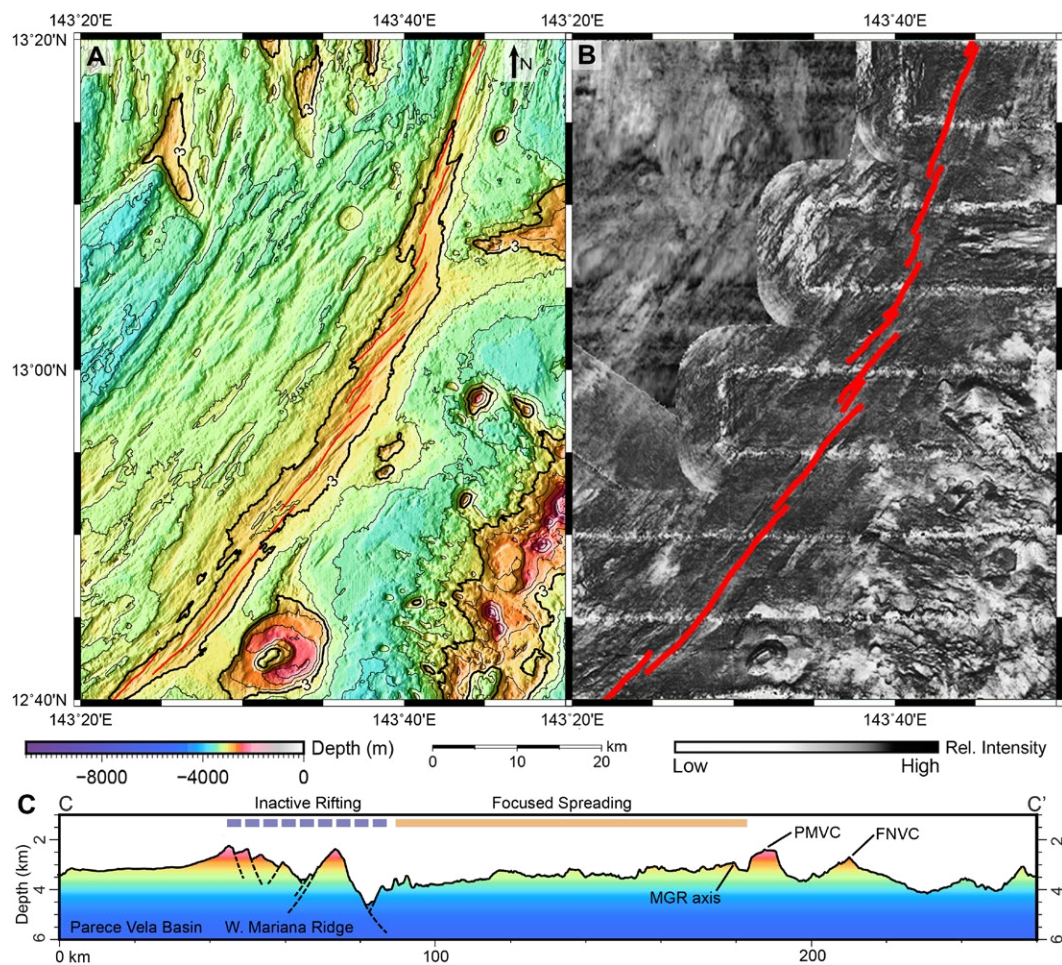 143˚20'E 143˚40'E 143˚20'E 143˚40'E
13˚20'N A N B
3 3
3
13˚00'N
3
3
3
12˚40'N
143˚20'E 143˚40'E 143˚20'E 143˚40'E
Depth (m) km Rel. Intensity
−8000 −4000 0 0 10 20 Low High
C C Inactive Rifting Focused Spreading C'
PMVC FNVC
2 2
Depth (km)
4 MGR axis 4
Parece Vela Basin W. Mariana Ridge
6 6
0 km 100 200